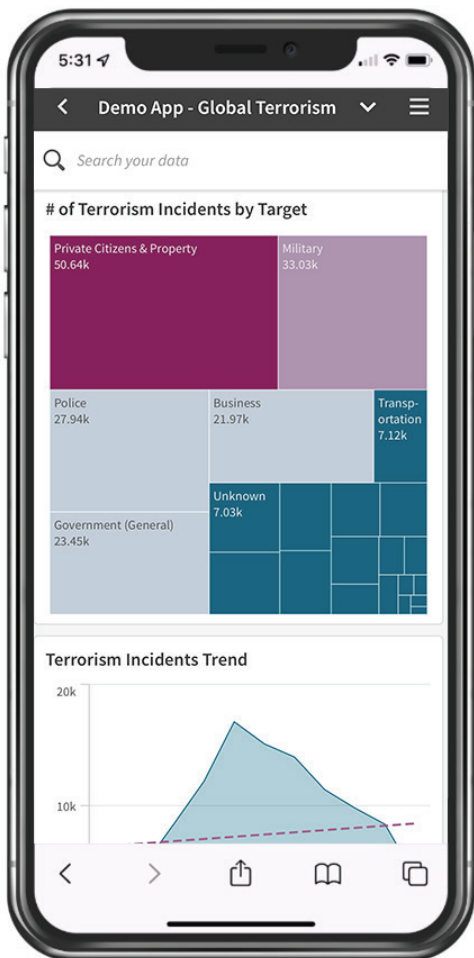 5:31
Demo App - Global Terrorism
Search your data
# of Terrorism Incidents by Target
Private Citizens & Property
50.64k
Military
33.03k
Police
27.94k
Business
21.97k
Transp-
ortation
7.12k
Unknown
7.03k
Government (General)
23.45k
Terrorism Incidents Trend
20k
10k